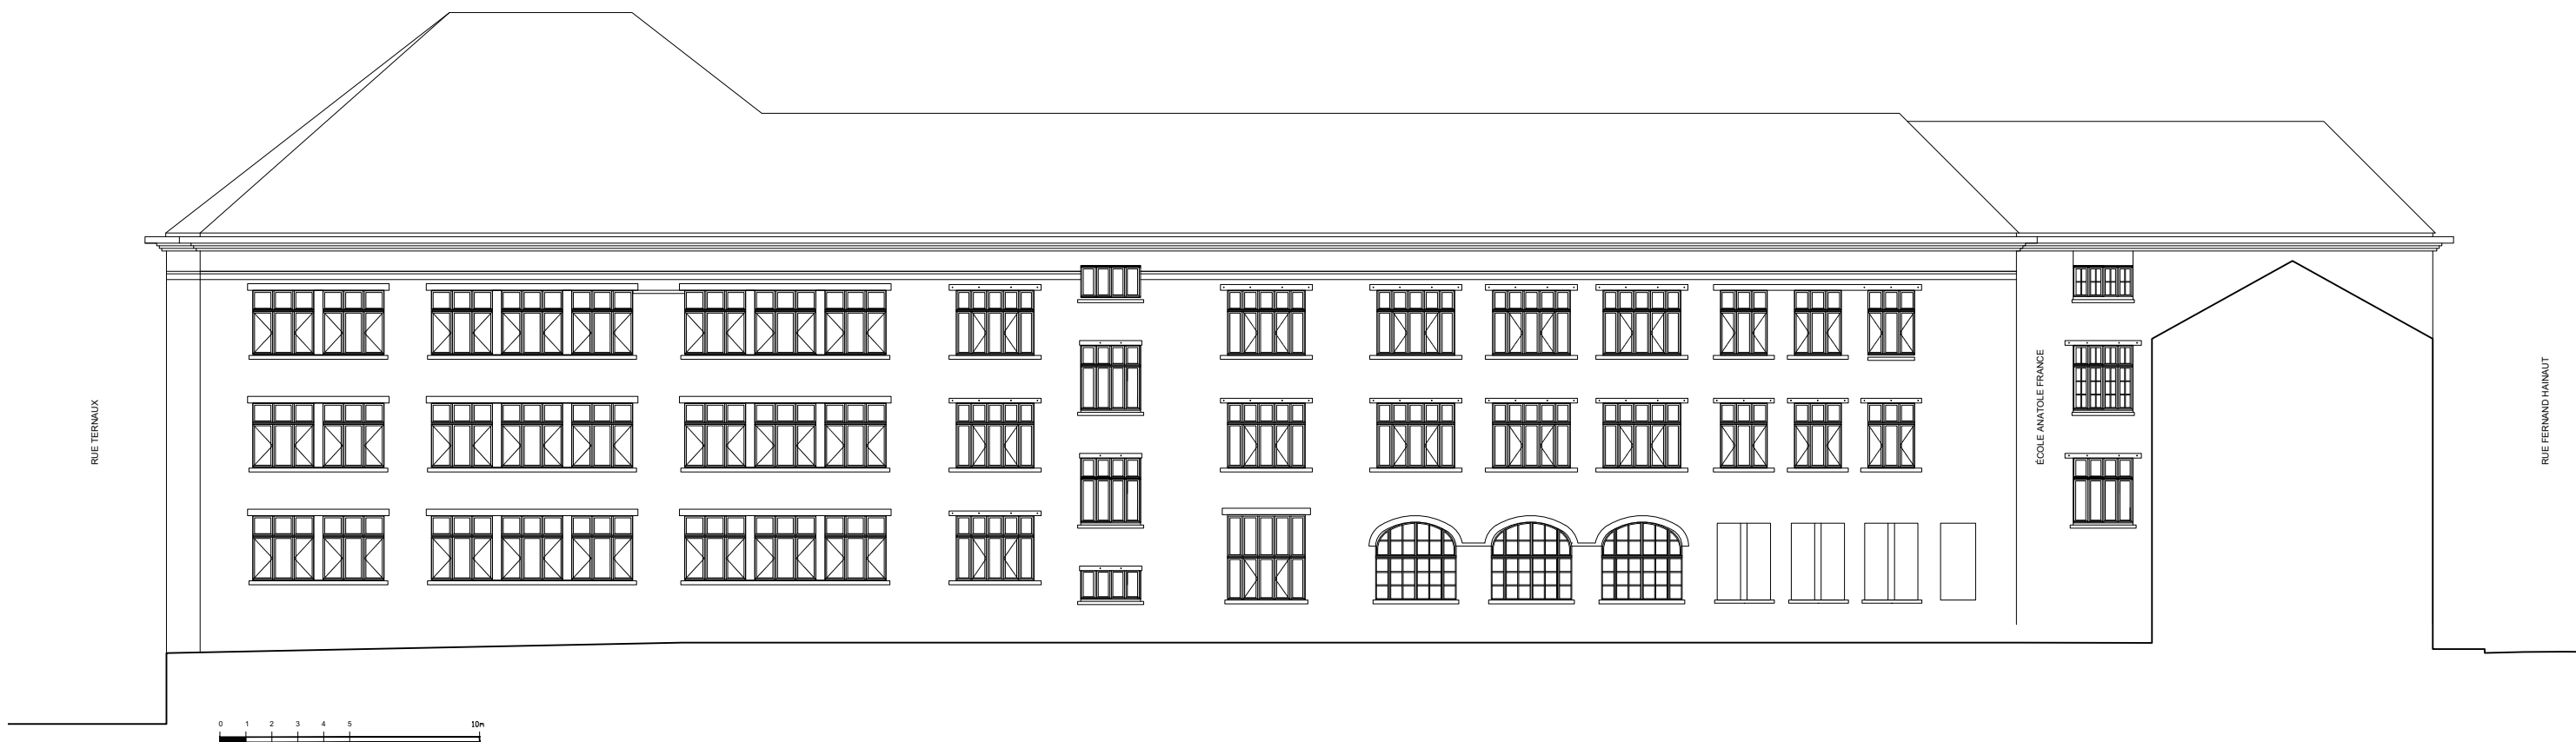 RUE TERNAUX
ÉCOLE ANATOLE FRANCE
RUE FERNAND HAINAUT
0 1 2 3 4 5 10m